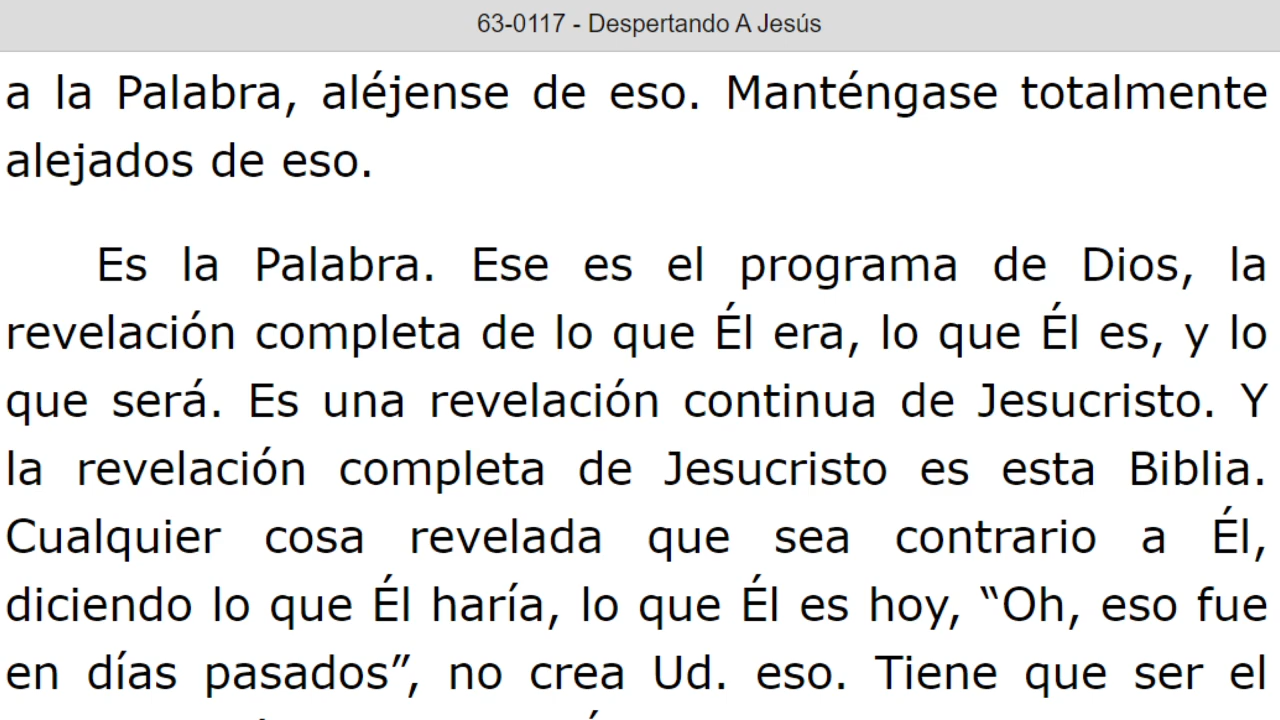 63-0117 - Despertando A Jesús
a la Palabra, aléjense de eso. Manténgase totalmente
alejados de eso.
Es la Palabra. Ese es el programa de Dios, la
revelación completa de lo que Él era, lo que Él es, y lo
que será. Es una revelación continua de Jesucristo. Y
la revelación completa de Jesucristo es esta Biblia.
Cualquier cosa revelada que sea contrario a Él,
diciendo lo que Él haría, lo que Él es hoy, “Oh, eso fue
en días pasados”, no crea Ud. eso. Tiene que ser el